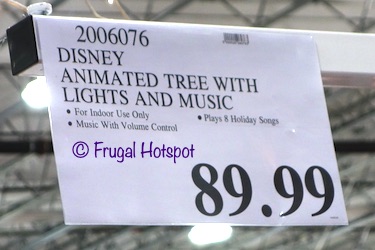 2006076
DISNEY
ANIMATED TREE WITH
LIGHTS AND MUSIC
• For Indoor Use Only • Plays 8 Holiday Songs
• Music With Volume Control
© Frugal Hotspot
89.99